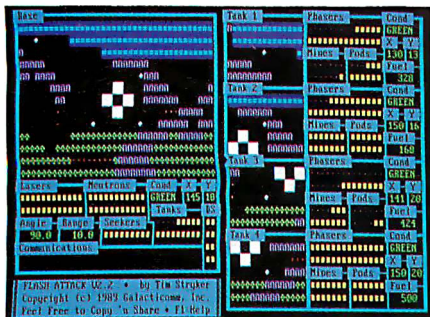 Base
Lasers Neutrons Cond X Y
GREEN 145 18
Tanks DS
Angle Range Seekers
90.0 10.0
Communications
FLASH ATTACK V2.2 by Tim Stryker
Copyright (c) 1989 Galacticomm, Inc.
Feel Free to Copy 'n Share F1 Help
Tank 1 Phasers Cond
GREEN
Mines Pods X Y
130 13
Fuel
328
Tank 2 Phasers Cond
GREEN
Mines Pods X Y
150 16
Fuel
160
Tank 3 Phasers Cond
GREEN
Mines Pods X Y
141 20
Fuel
424
Tank 4 Phasers Cond
GREEN
Mines Pods X Y
150 20
Fuel
500